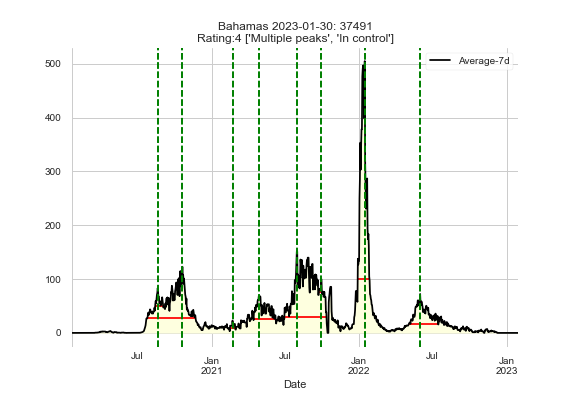 Bahamas 2023-01-30: 37491
Rating:4 ['Multiple peaks', 'In control']
Average-7d
500
400
300
200
100
0
Jul
Jan
2021
Jul
Jan
2022
Jul
Jan
2023
Date